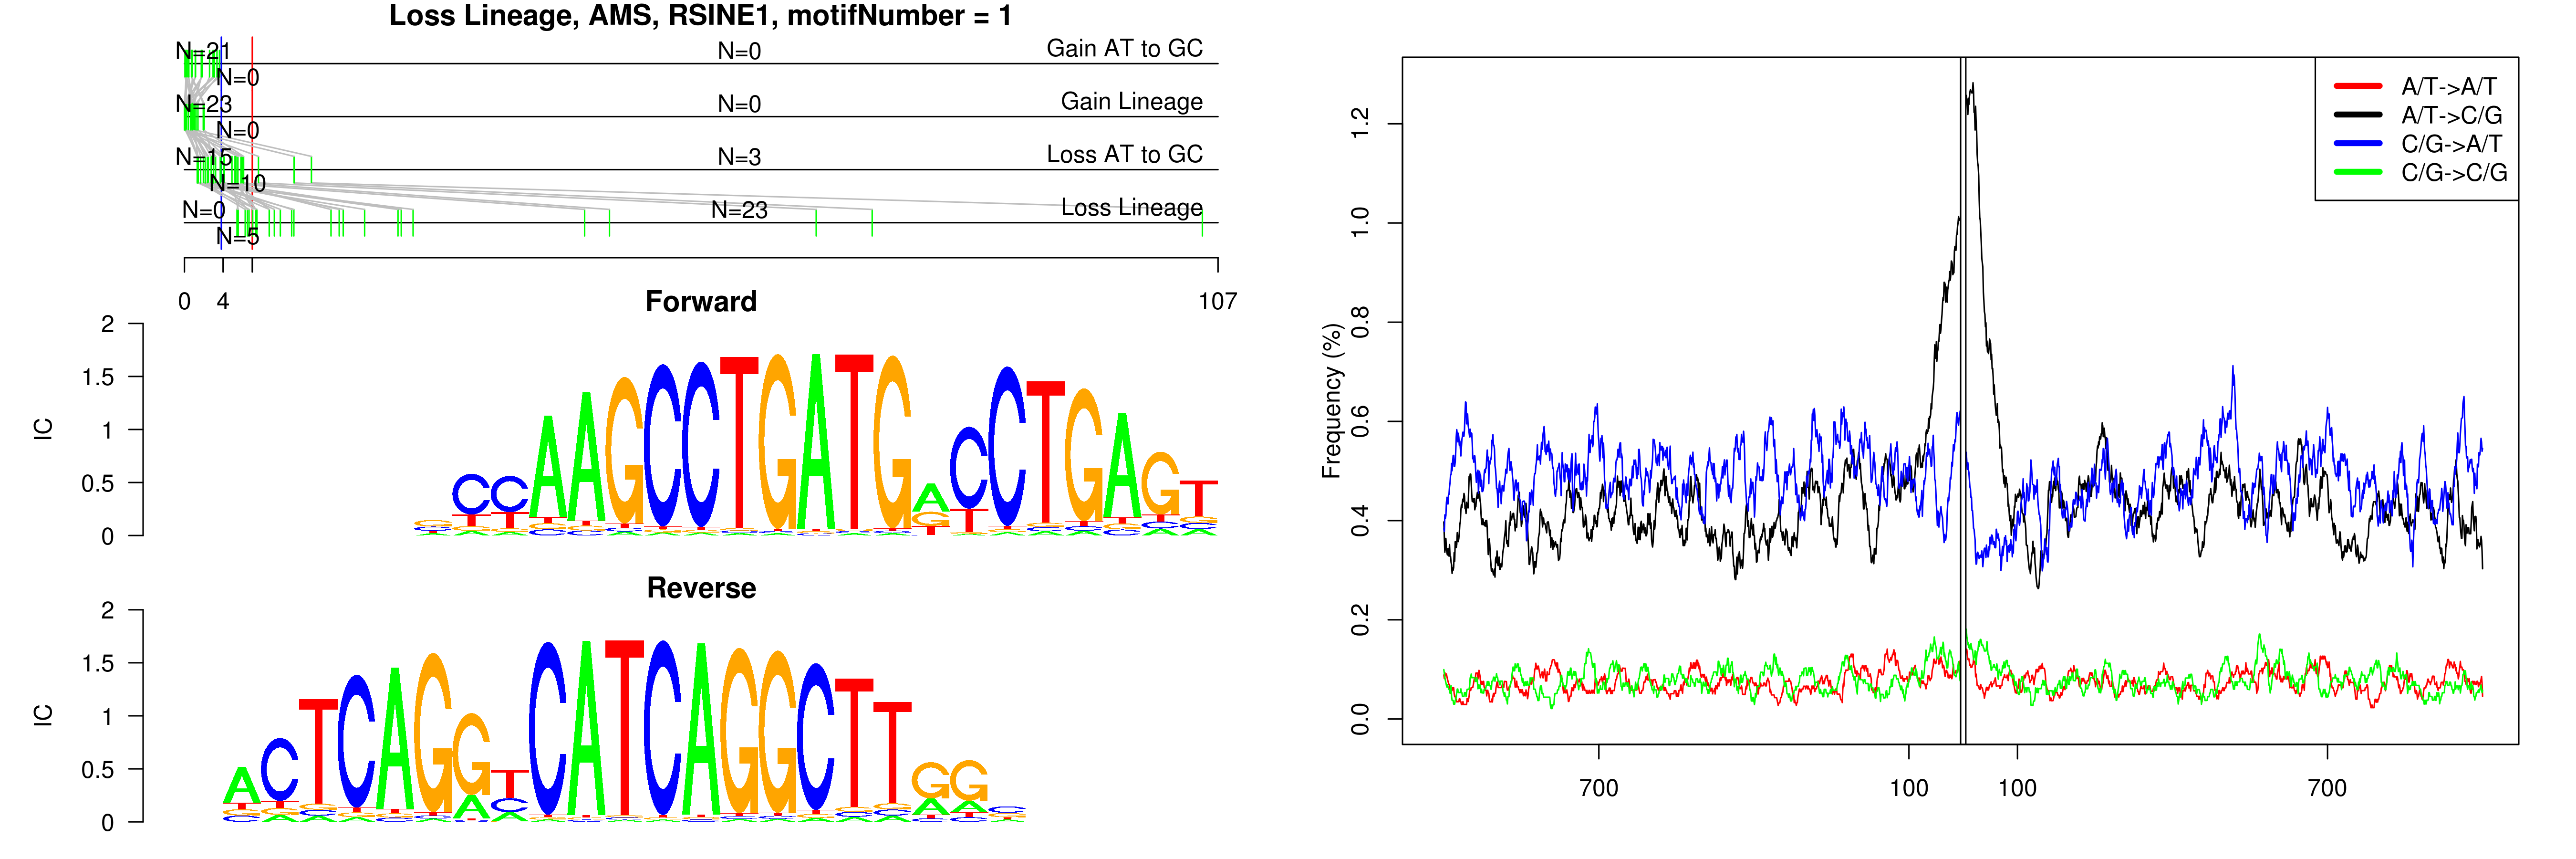 Loss Lineage, AMS, RSINE1, motifNumber = 1
N=21 N=0 Gain AT to GC
N=0
N=23 N=0 Gain Lineage
N=0
N=15 N=3 Loss AT to GC
N=10
N=0 N=23 Loss Lineage
N=5
0 4 107
Forward
IC
2
1.5
1
0.5
0
CCAAGCCTGATGACCTGAGT
Reverse
IC
2
1.5
1
0.5
0
ACTCAGGTCATCAGGCTTGG
Frequency (%)
1.2
1.0
0.8
0.6
0.4
0.2
0.0
700 100 100 700
A/T->A/T
A/T->C/G
C/G->A/T
C/G->C/G